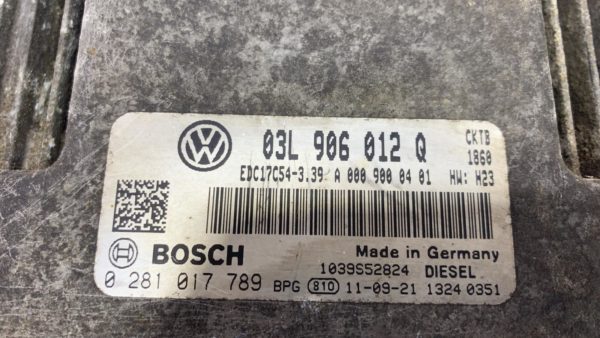 03L 906 012 Q CKTB
1860
EDC17C54-3.39 A 000 900 04 01 HW: H23
BOSCH Made in Germany
1039S52824 DIESEL
0 281 017 789 BPG 810 11-09-21 1324 0351